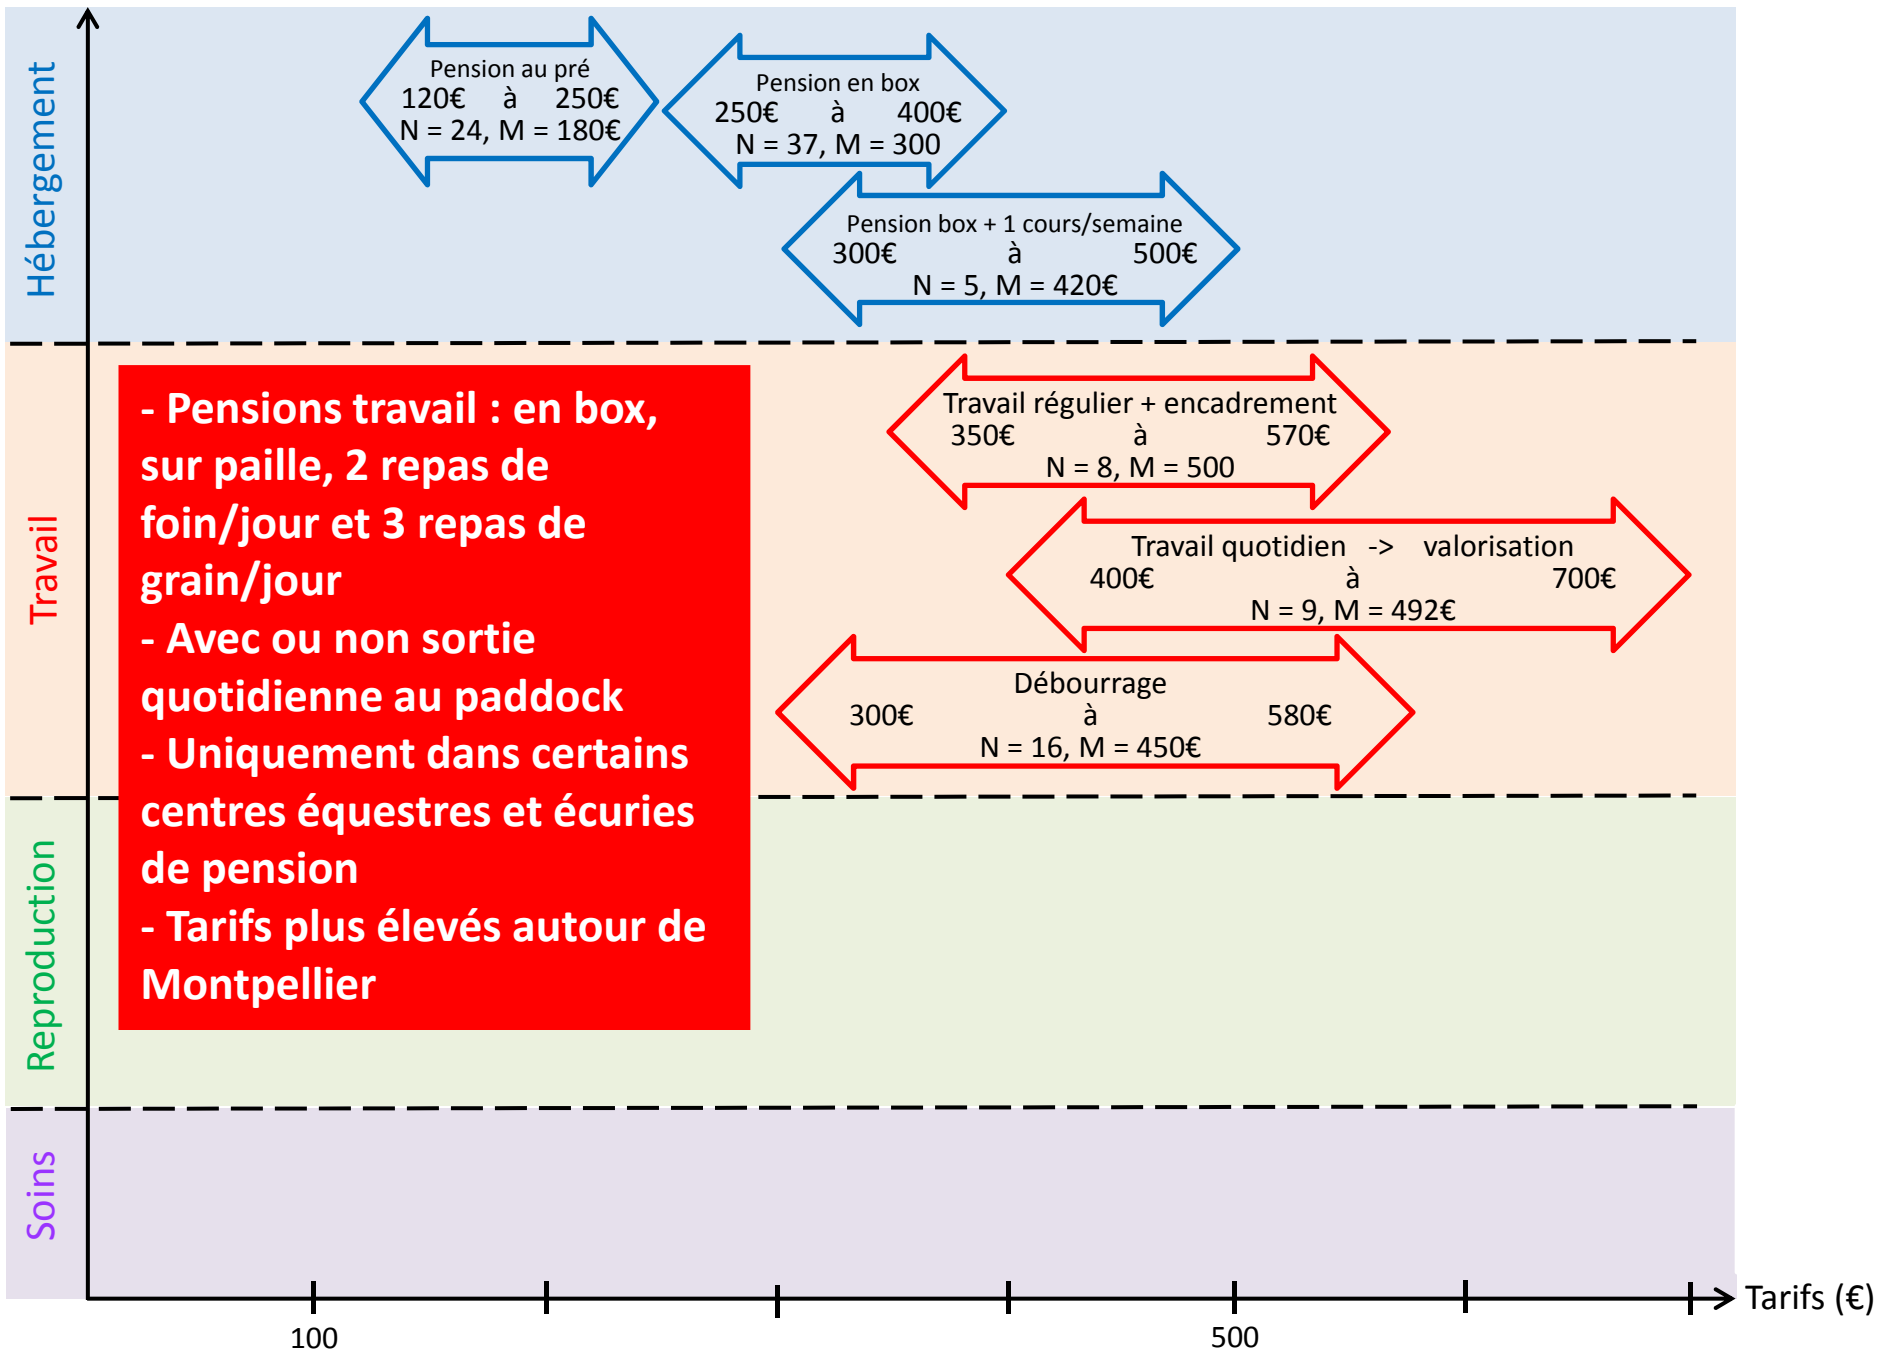 Hébergement
Pension au pré
120€ à 250€
N = 24, M = 180€
Pension en box
250€ à 400€
N = 37, M = 300
Pension box + 1 cours/semaine
300€ à 500€
N = 5, M = 420€
Travail
- Pensions travail : en box,
sur paille, 2 repas de
foin/jour et 3 repas de
grain/jour
- Avec ou non sortie
quotidienne au paddock
- Uniquement dans certains
centres équestres et écuries
de pension
- Tarifs plus élevés autour de
Montpellier
Travail régulier + encadrement
350€ à 570€
N = 8, M = 500
Travail quotidien -> valorisation
400€ à 700€
N = 9, M = 492€
Débourrage
300€ à 580€
N = 16, M = 450€
Reproduction
Soins
Tarifs (€)
100 500